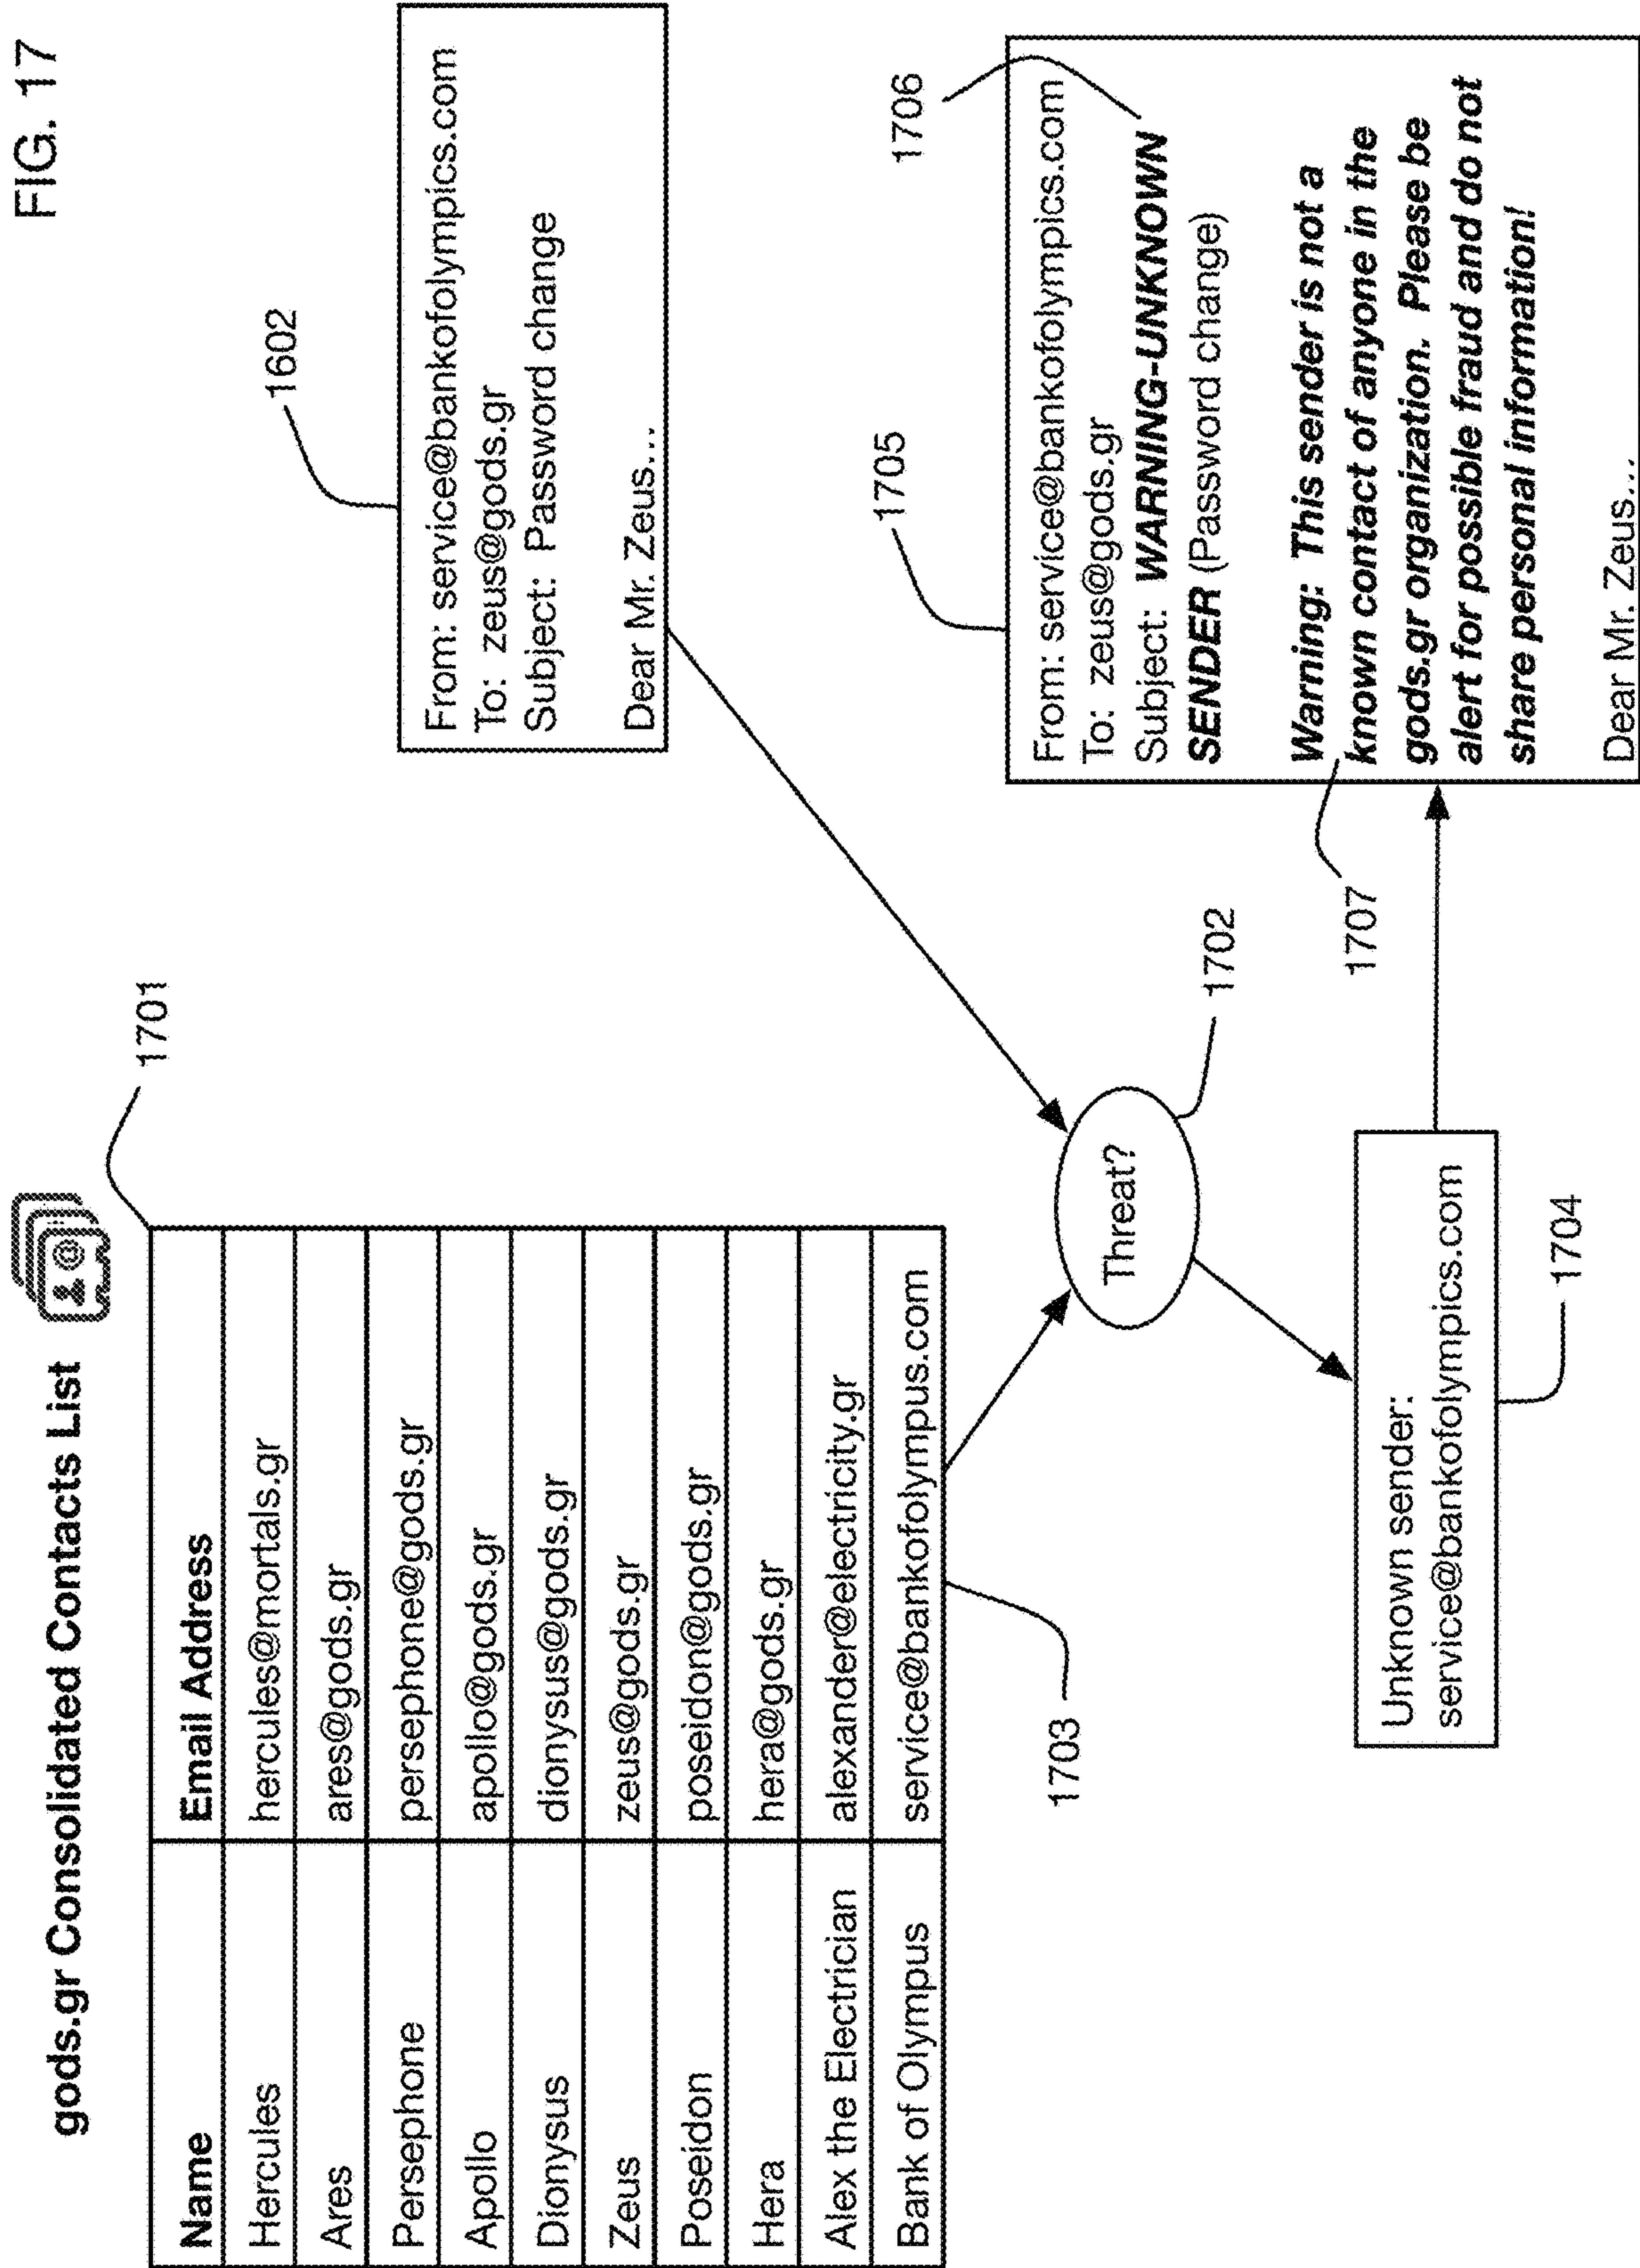 FIG. 17
gods.gr Consolidated Contacts List
1701
Name Email Address
Hercules hercules@mortals.gr
Ares ares@gods.gr
Persephone persephone@gods.gr
Apollo apollo@gods.gr
Dionysus dionysus@gods.gr
Zeus zeus@gods.gr
Poseidon poseidon@gods.gr
Hera hera@gods.gr
Alex the Electrician alexander@electricity.gr
Bank of Olympus service@bankofolympus.com
1703
1602
From: service@bankofolympics.com
To: zeus@gods.gr
Subject: Password change
Dear Mr. Zeus...
Threat?
1702
Unknown sender:
service@bankofolympics.com
1704
1705
1706
From: service@bankofolympics.com
To: zeus@gods.gr
Subject: WARNING-UNKNOWN
SENDER (Password change)
Warning: This sender is not a
known contact of anyone in the
gods.gr organization. Please be
alert for possible fraud and do not
share personal information!
Dear Mr. Zeus...
1707